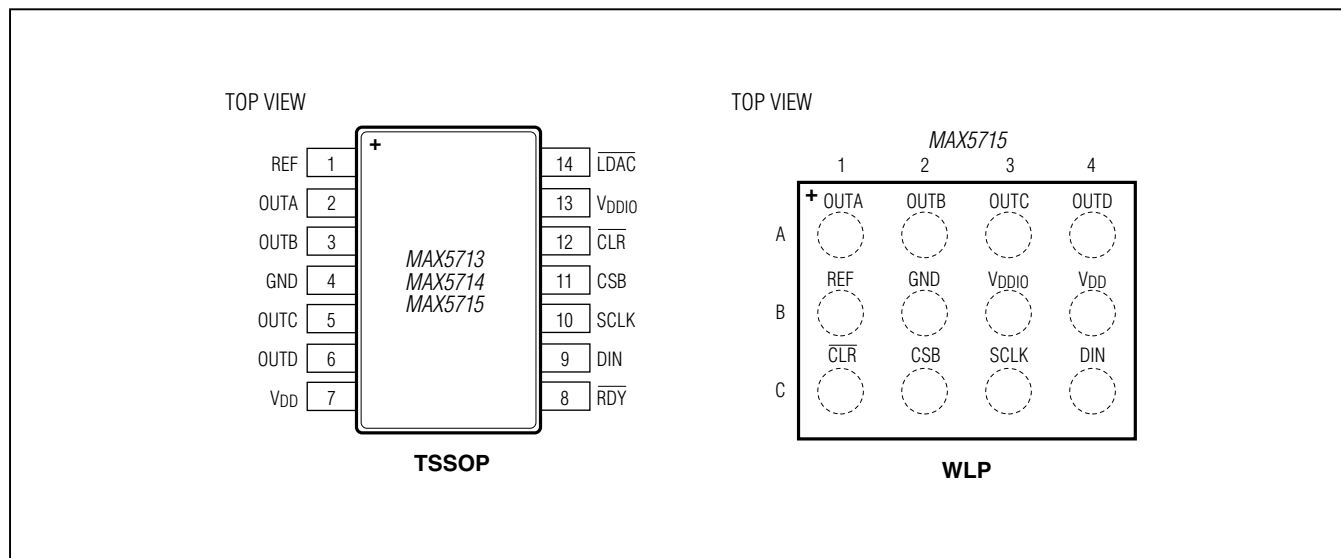 TOP VIEW
+
REF 1
OUTA 2
OUTB 3
GND 4
OUTC 5
OUTD 6
VDD 7
MAX5713
MAX5714
MAX5715
14 LDAC
13 VDDIO
12 CLR
11 CSB
10 SCLK
9 DIN
8 RDY
TSSOP
TOP VIEW
MAX5715
1 2 3 4
+ OUTA OUTB OUTC OUTD
A
REF GND VDDIO VDD
B
CLR CSB SCLK DIN
C
WLP